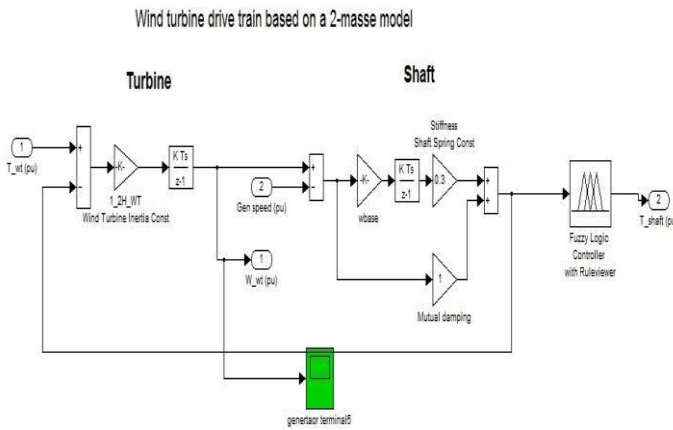 Wind turbine drive train based on a 2-masse model
Turbine
Shaft
1
T_wt (pu)
+
−
-K-
1_2H_WT
Wind Turbine Inertia Const
K Ts
z-1
2
Gen speed (pu)
+
−
-K-
wbase
K Ts
z-1
Stiffness
Shaft Spring Const
0.3
+
+
1
Mutual damping
Fuzzy Logic
Controller
with Ruleviewer
2
T_shaft (pu
1
W_wt (pu)
genertaor terminal5